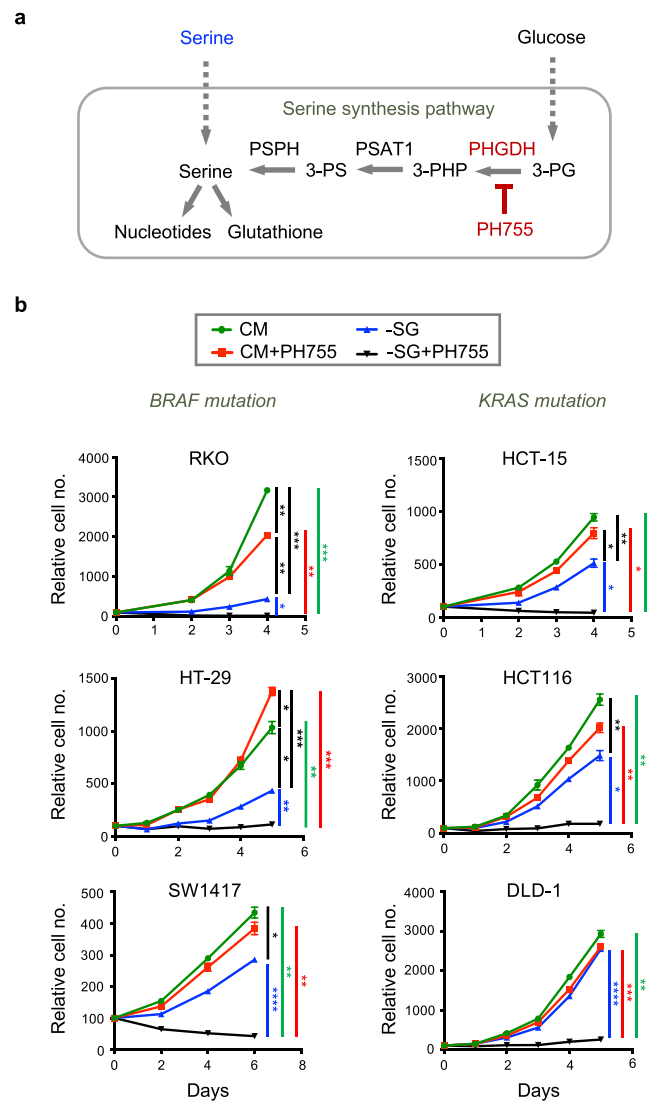 a
Serine
Glucose
Serine synthesis pathway
PSPH PSAT1 PHGDH
Serine 3-PS 3-PHP 3-PG
Nucleotides Glutathione PH755
b
CM -SG
CM+PH755 -SG+PH755
BRAF mutation KRAS mutation
RKO
Relative cell no.
4000
3000
2000
1000
0
0 1 2 3 4 5
**
***
**
*
**
***
HCT-15
Relative cell no.
1500
1000
500
0
0 1 2 3 4 5
*
**
*
*
*
HT-29
Relative cell no.
1500
1000
500
0
0 2 4 6
*
***
*
**
**
***
HCT116
Relative cell no.
3000
2000
1000
0
0 2 4 6
**
*
**
**
SW1417
Relative cell no.
500
400
300
200
100
0
0 2 4 6 8
Days
*
****
**
**
DLD-1
Relative cell no.
4000
3000
2000
1000
0
0 2 4 6
Days
****
***
**